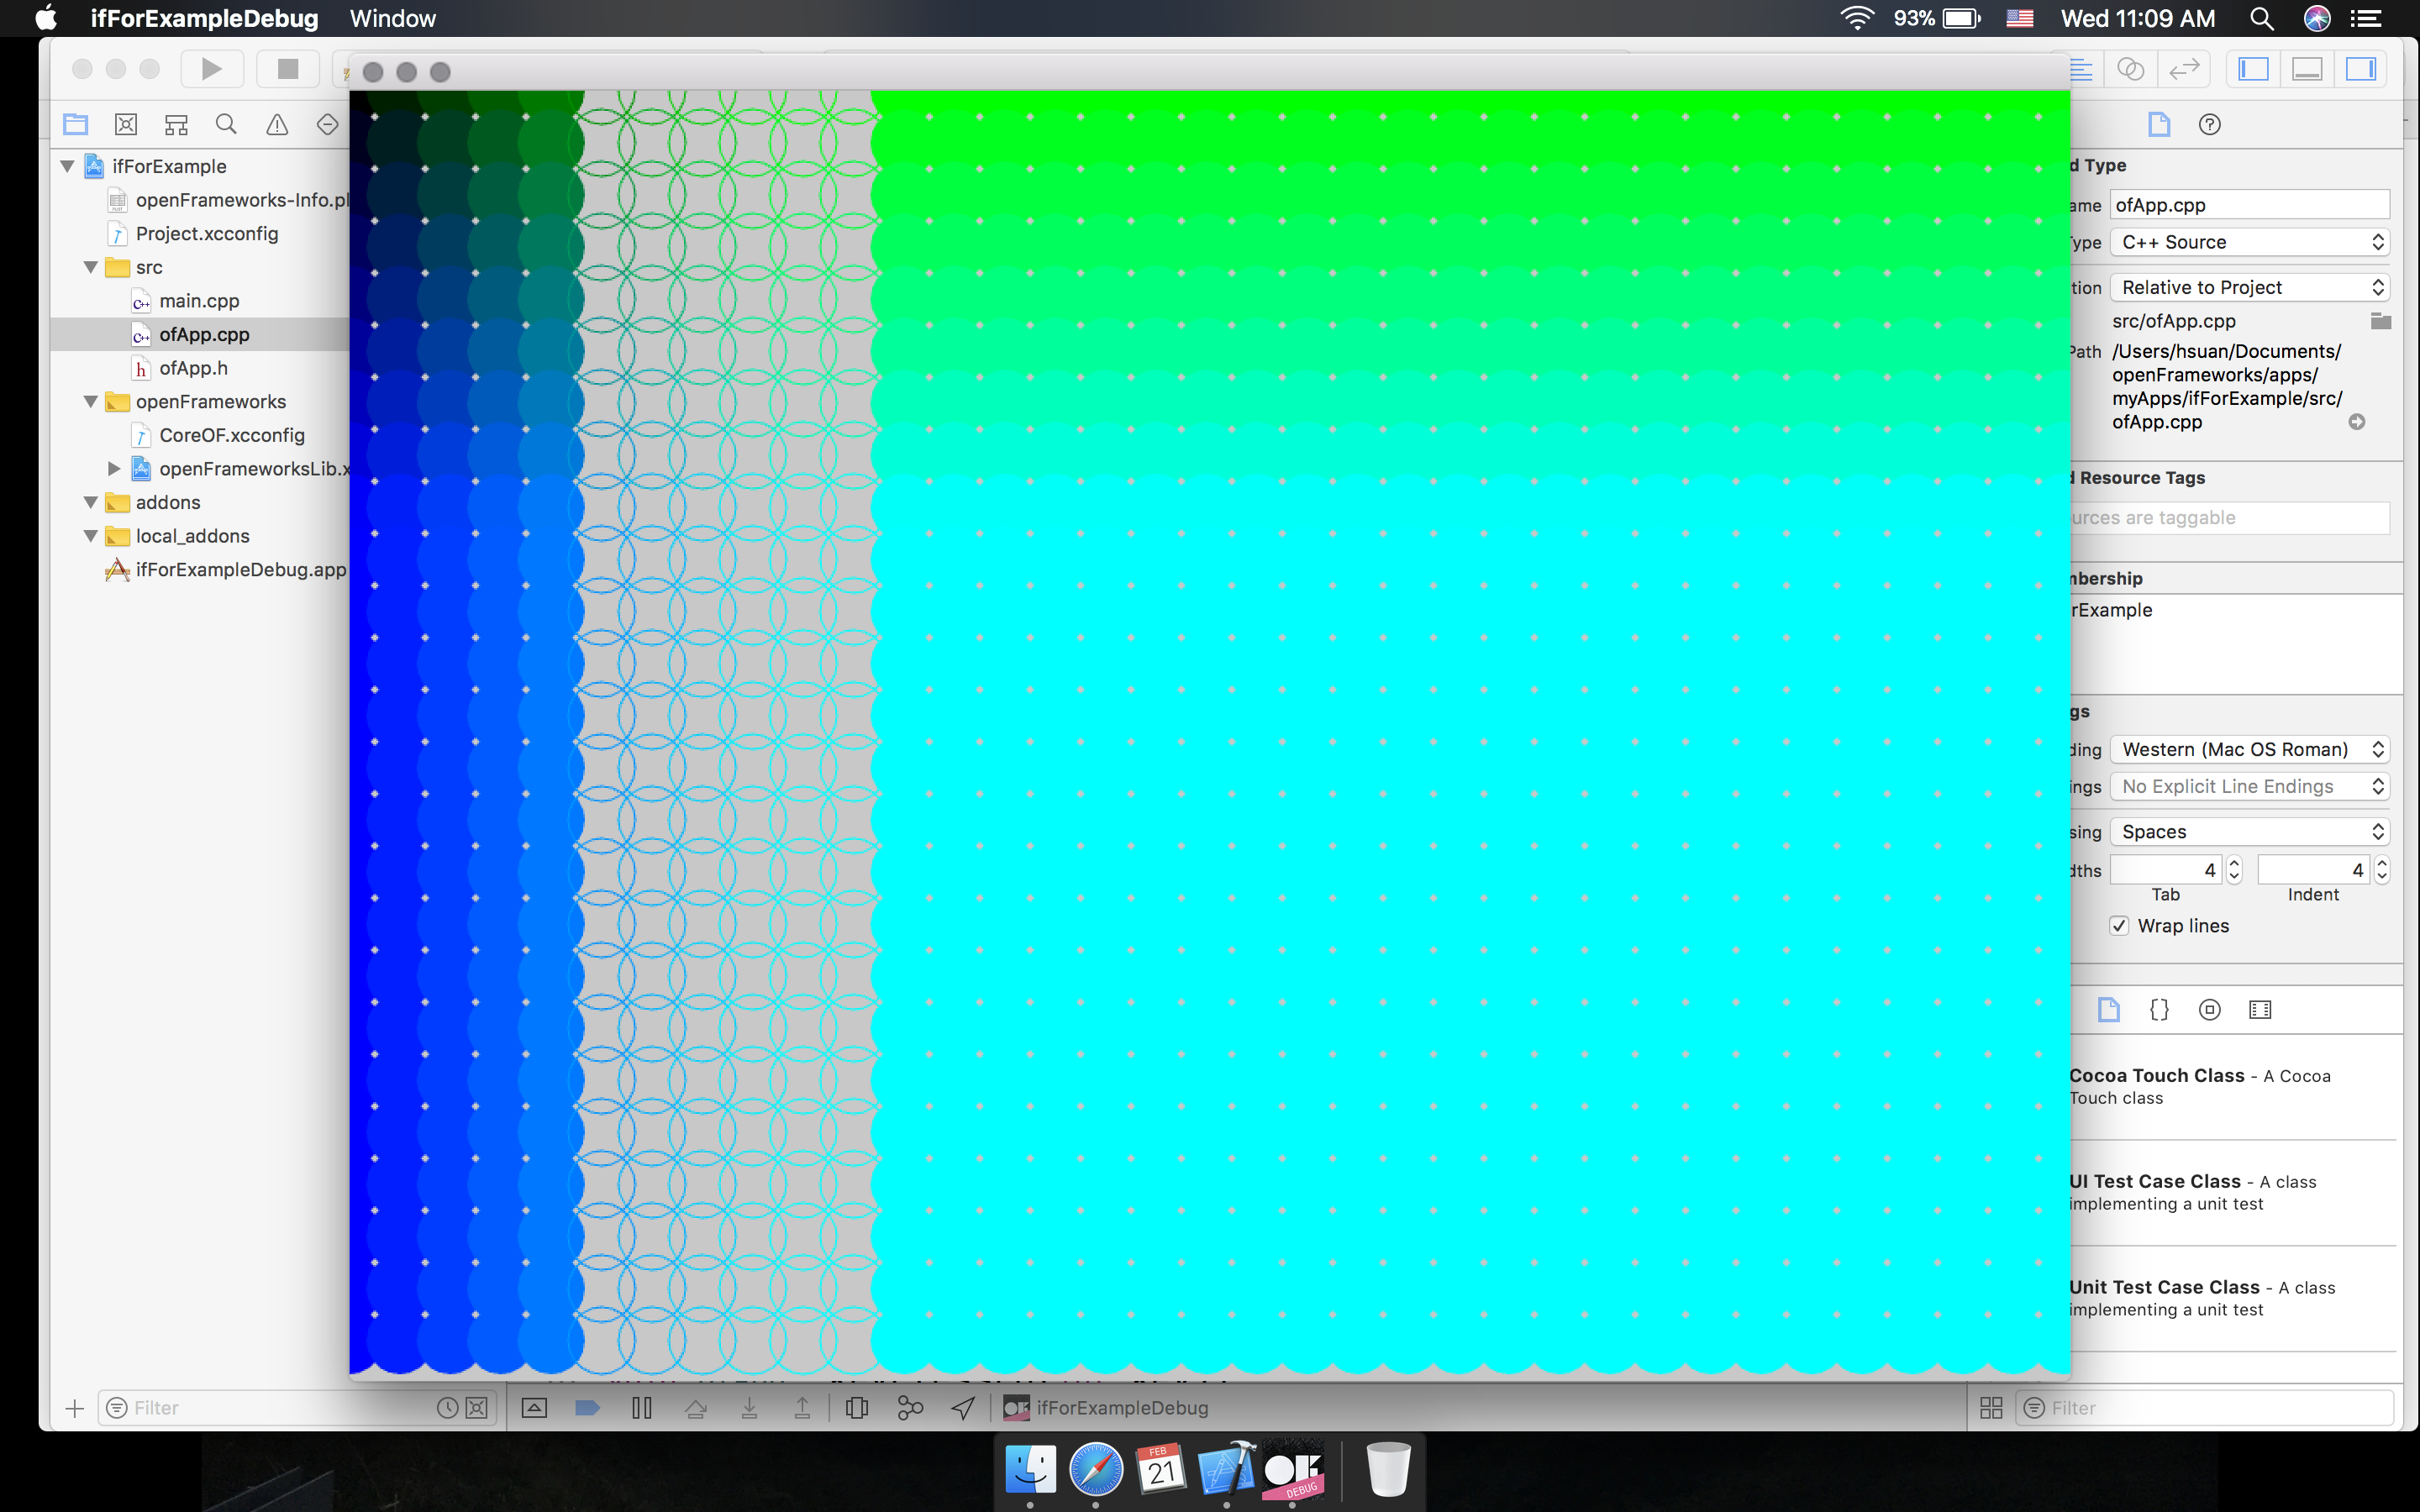 ifForExampleDebug Window 93% Wed 11:09 AM
ifForExample
openFrameworks-Info.pl
Project.xcconfig
src
main.cpp
ofApp.cpp
ofApp.h
openFrameworks
CoreOF.xcconfig
openFrameworksLib.x
addons
local_addons
ifForExampleDebug.app
d Type
ame ofApp.cpp
Type C++ Source
tion Relative to Project
src/ofApp.cpp
Path /Users/hsuan/Documents/
openFrameworks/apps/
myApps/ifForExample/src/
ofApp.cpp
d Resource Tags
urces are taggable
mbership
rExample
gs
ding Western (Mac OS Roman)
ings No Explicit Line Endings
sing Spaces
dths 4 4
Tab Indent
Wrap lines
Cocoa Touch Class - A Cocoa
Touch class
UI Test Case Class - A class
implementing a unit test
Unit Test Case Class - A class
implementing a unit test
Filter ifForExampleDebug Filter
FEB
21
DEBUG